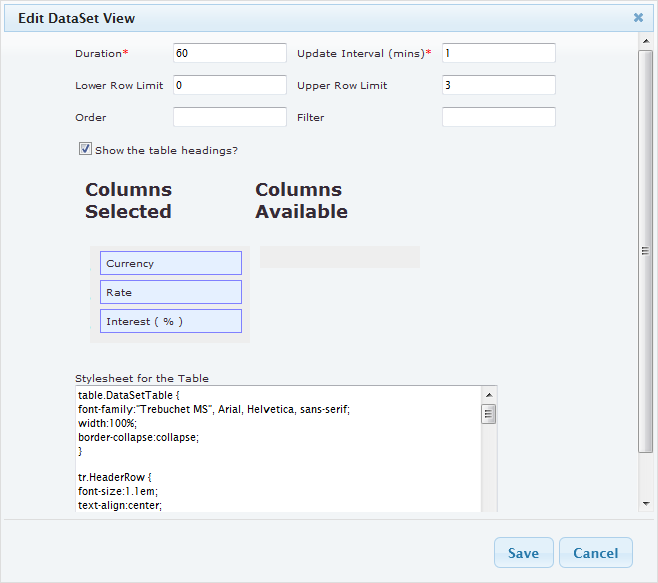 Edit DataSet View
Duration* 60 Update Interval (mins)* 1
Lower Row Limit 0 Upper Row Limit 3
Order Filter
Show the table headings?
Columns Selected
Columns Available
Currency
Rate
Interest ( % )
Stylesheet for the Table
table.DataSetTable {
font-family:"Trebuchet MS", Arial, Helvetica, sans-serif;
width:100%;
border-collapse:collapse;
}
tr.HeaderRow {
font-size:1.1em;
text-align:center;
Save Cancel